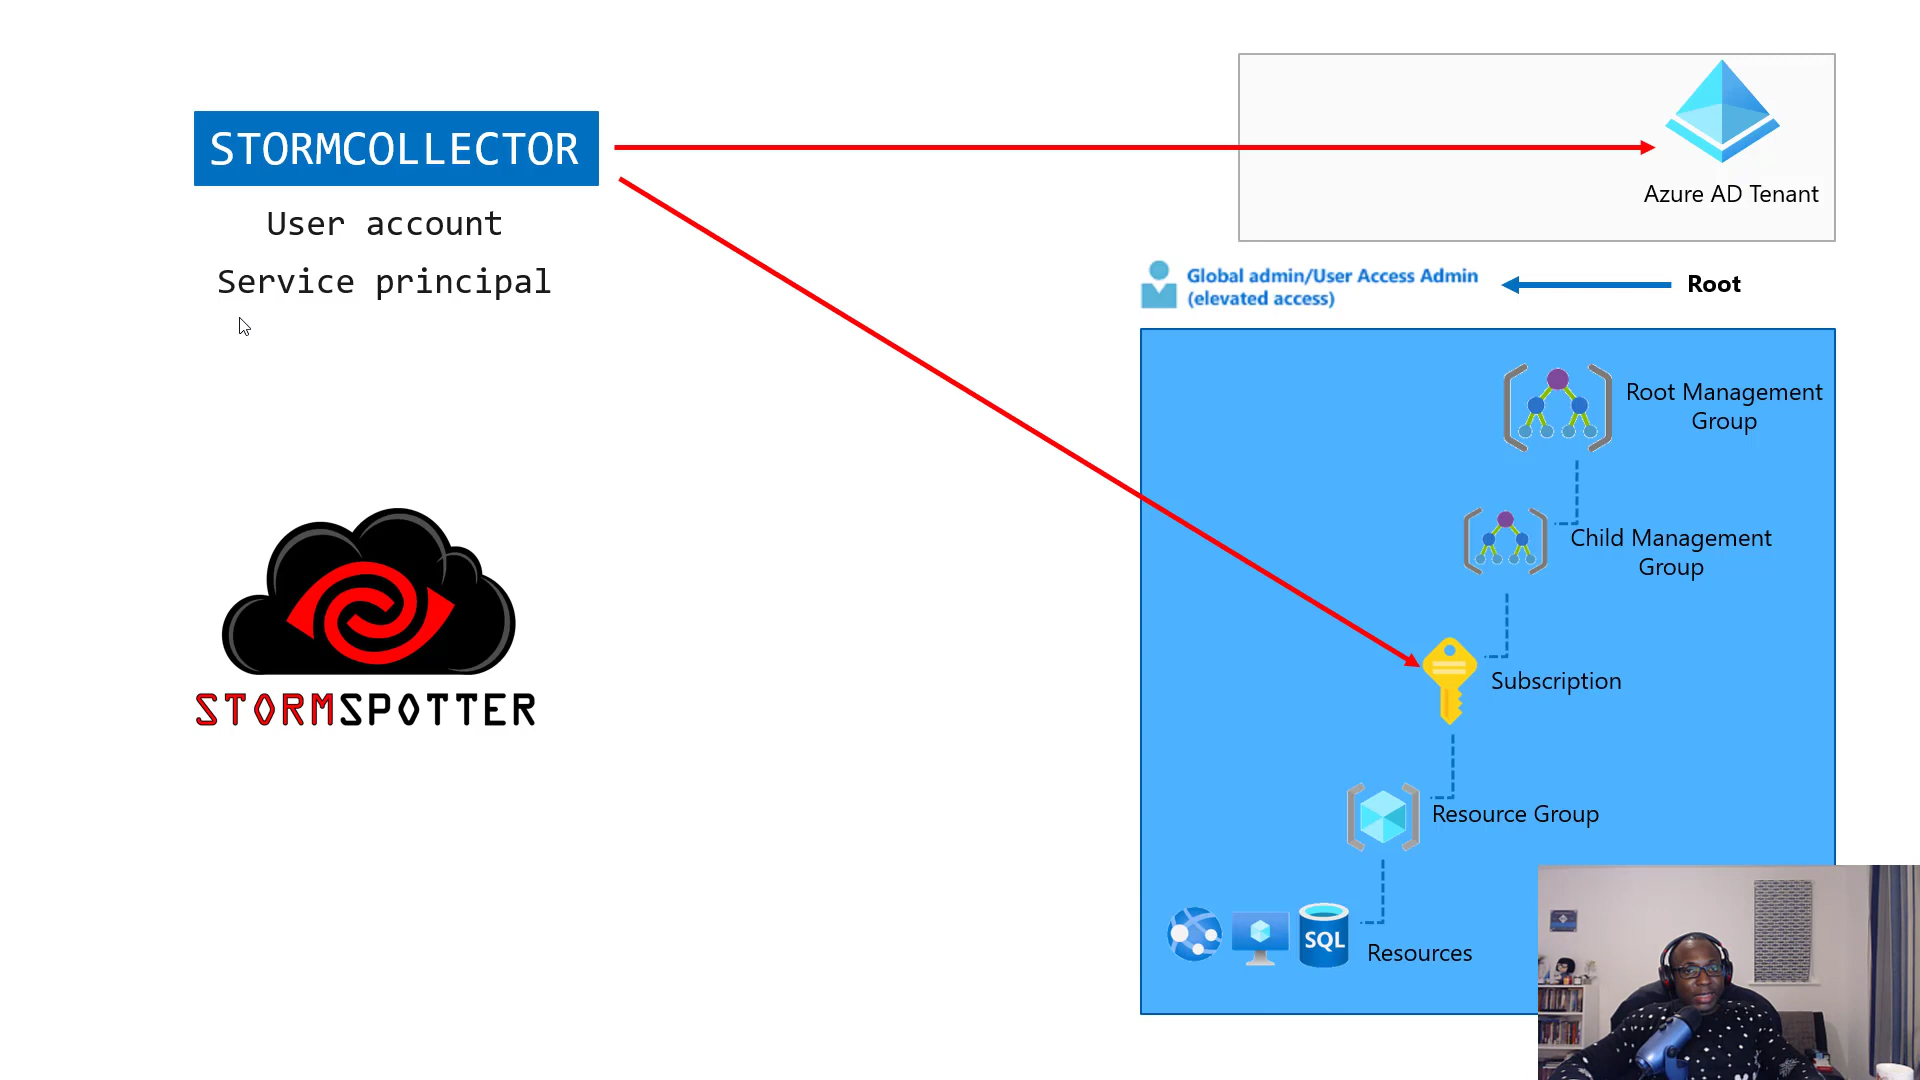 STORMCOLLECTOR
User account
Service principal
STORMSPOTTER
Azure AD Tenant
Global admin/User Access Admin
(elevated access)
Root
Root Management
Group
Child Management
Group
Subscription
Resource Group
SQL
Resources